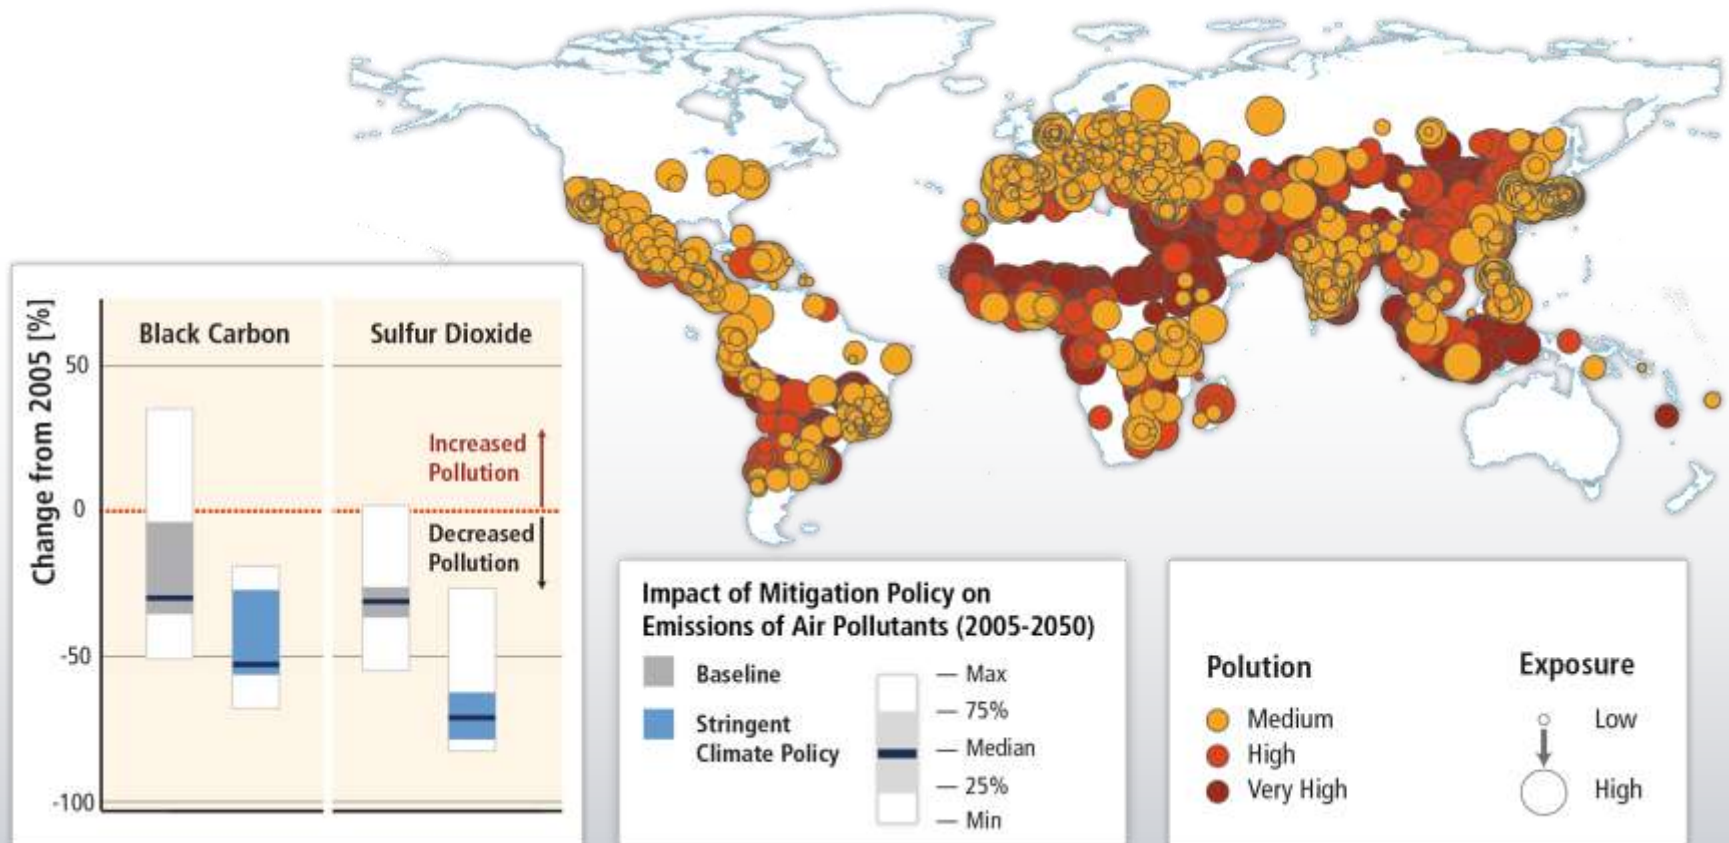 Change from 2005 [%]
50
0
-50
-100
Black Carbon
Sulfur Dioxide
Increased
Pollution
Decreased
Pollution
Impact of Mitigation Policy on
Emissions of Air Pollutants (2005-2050)
Baseline
Stringent
Climate Policy
Max
75%
Median
25%
Min
Polution
Medium
High
Very High
Exposure
Low
High